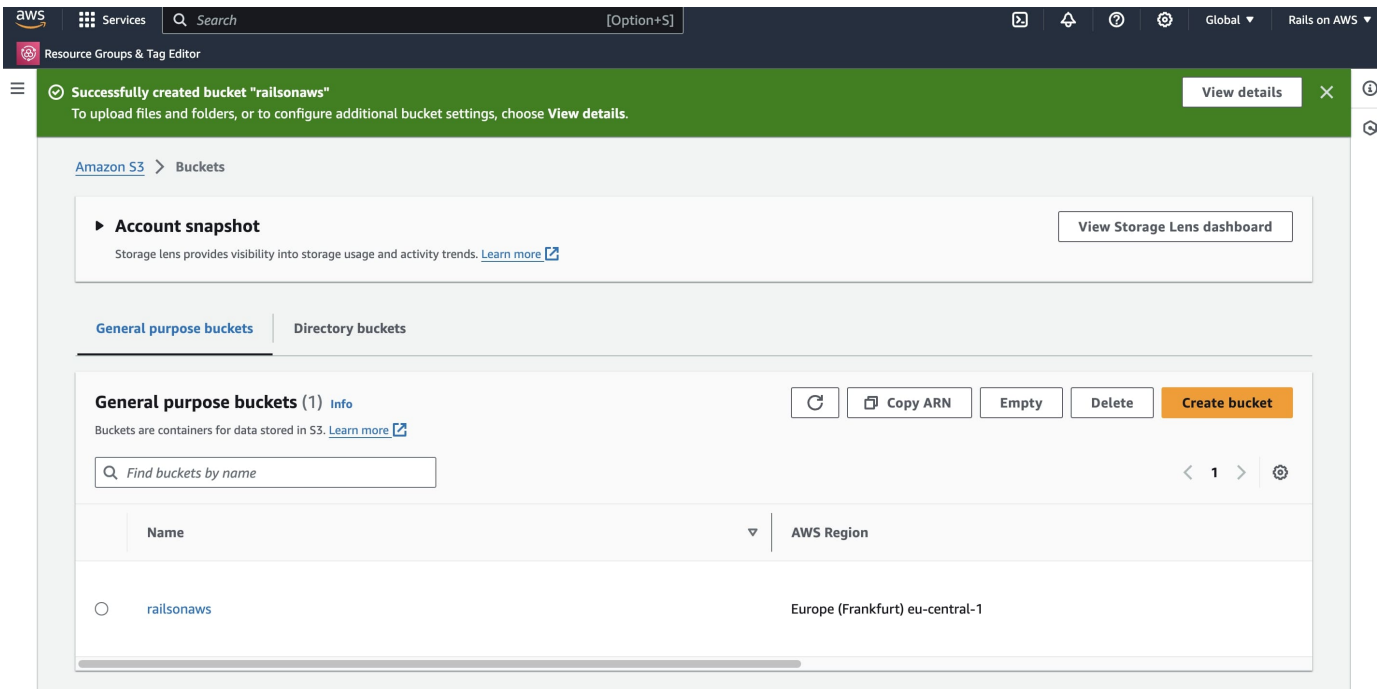 aws Services Search [Option+S] Global Rails on AWS
Resource Groups & Tag Editor
Successfully created bucket "railsonaws"
To upload files and folders, or to configure additional bucket settings, choose View details.
View details
Amazon S3 > Buckets
Account snapshot
Storage lens provides visibility into storage usage and activity trends. Learn more
View Storage Lens dashboard
General purpose buckets Directory buckets
General purpose buckets (1) Info
Buckets are containers for data stored in S3. Learn more
Copy ARN Empty Delete Create bucket
Find buckets by name
1
Name AWS Region
railsonaws Europe (Frankfurt) eu-central-1